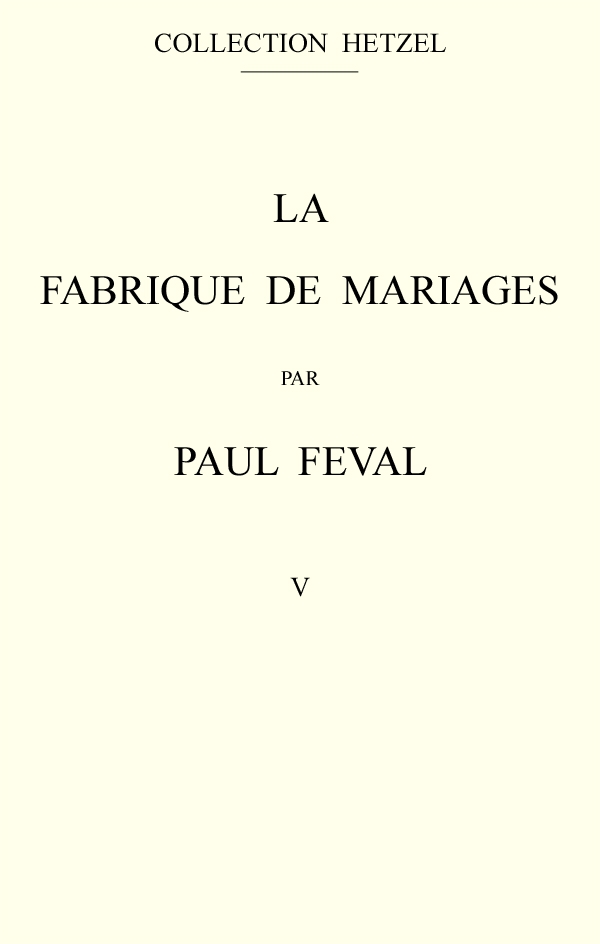 COLLECTION HETZEL
LA
FABRIQUE DE MARIAGES
PAR
PAUL FEVAL
V